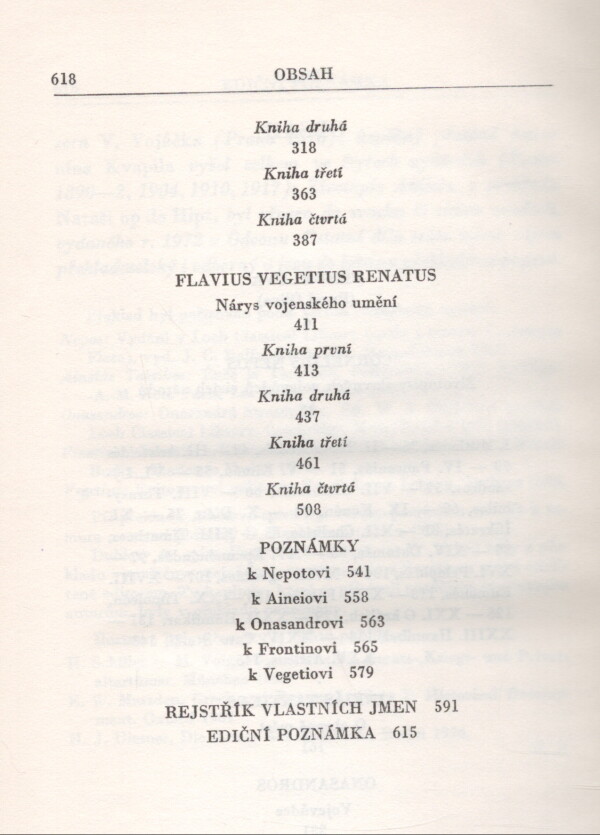 618 OBSAH
Kniha druhá
318
Kniha třetí
363
Kniha čtvrtá
387
FLAVIUS VEGETIUS RENATUS
Nárys vojenského umění
411
Kniha první
413
Kniha druhá
437
Kniha třetí
461
Kniha čtvrtá
508
POZNÁMKY
k Nepotovi 541
k Aineiovi 558
k Onasandrovi 563
k Frontinovi 565
k Vegetiovi 579
REJSTŘÍK VLASTNÍCH JMEN 591
EDIČNÍ POZNÁMKA 615